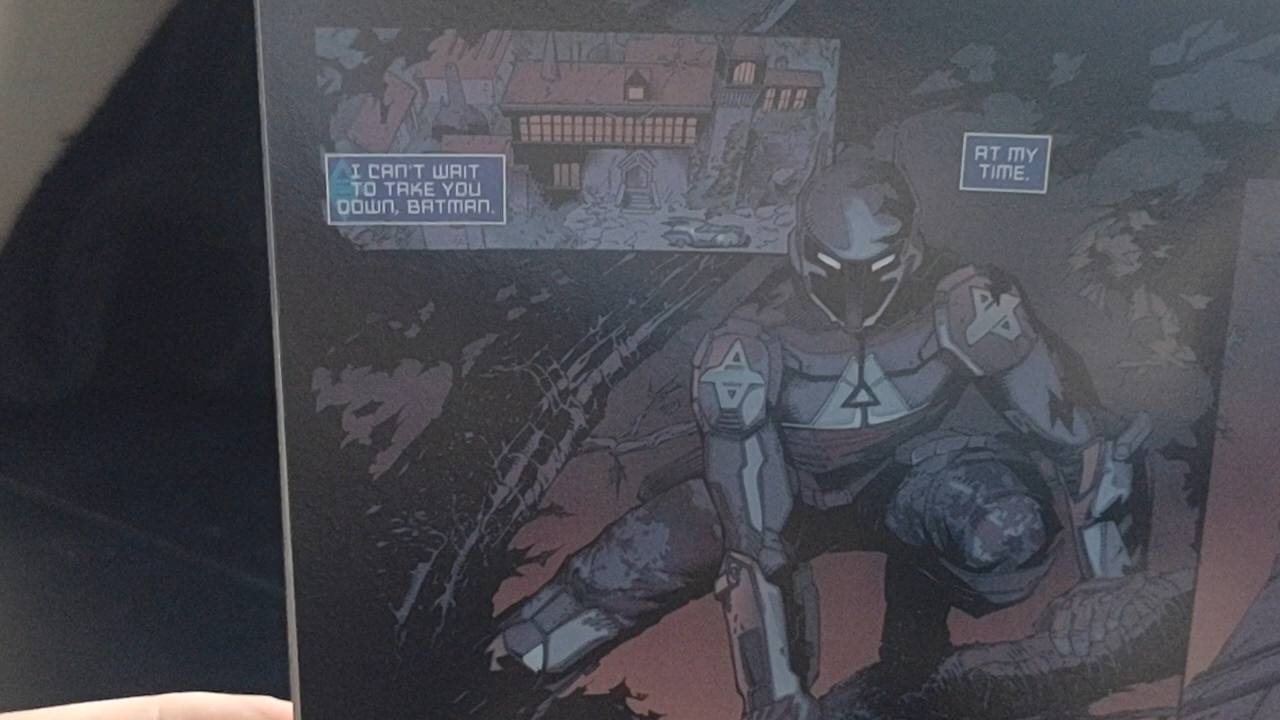 I CAN'T WAIT
TO TAKE YOU
DOWN, BATMAN.
AT MY
TIME.